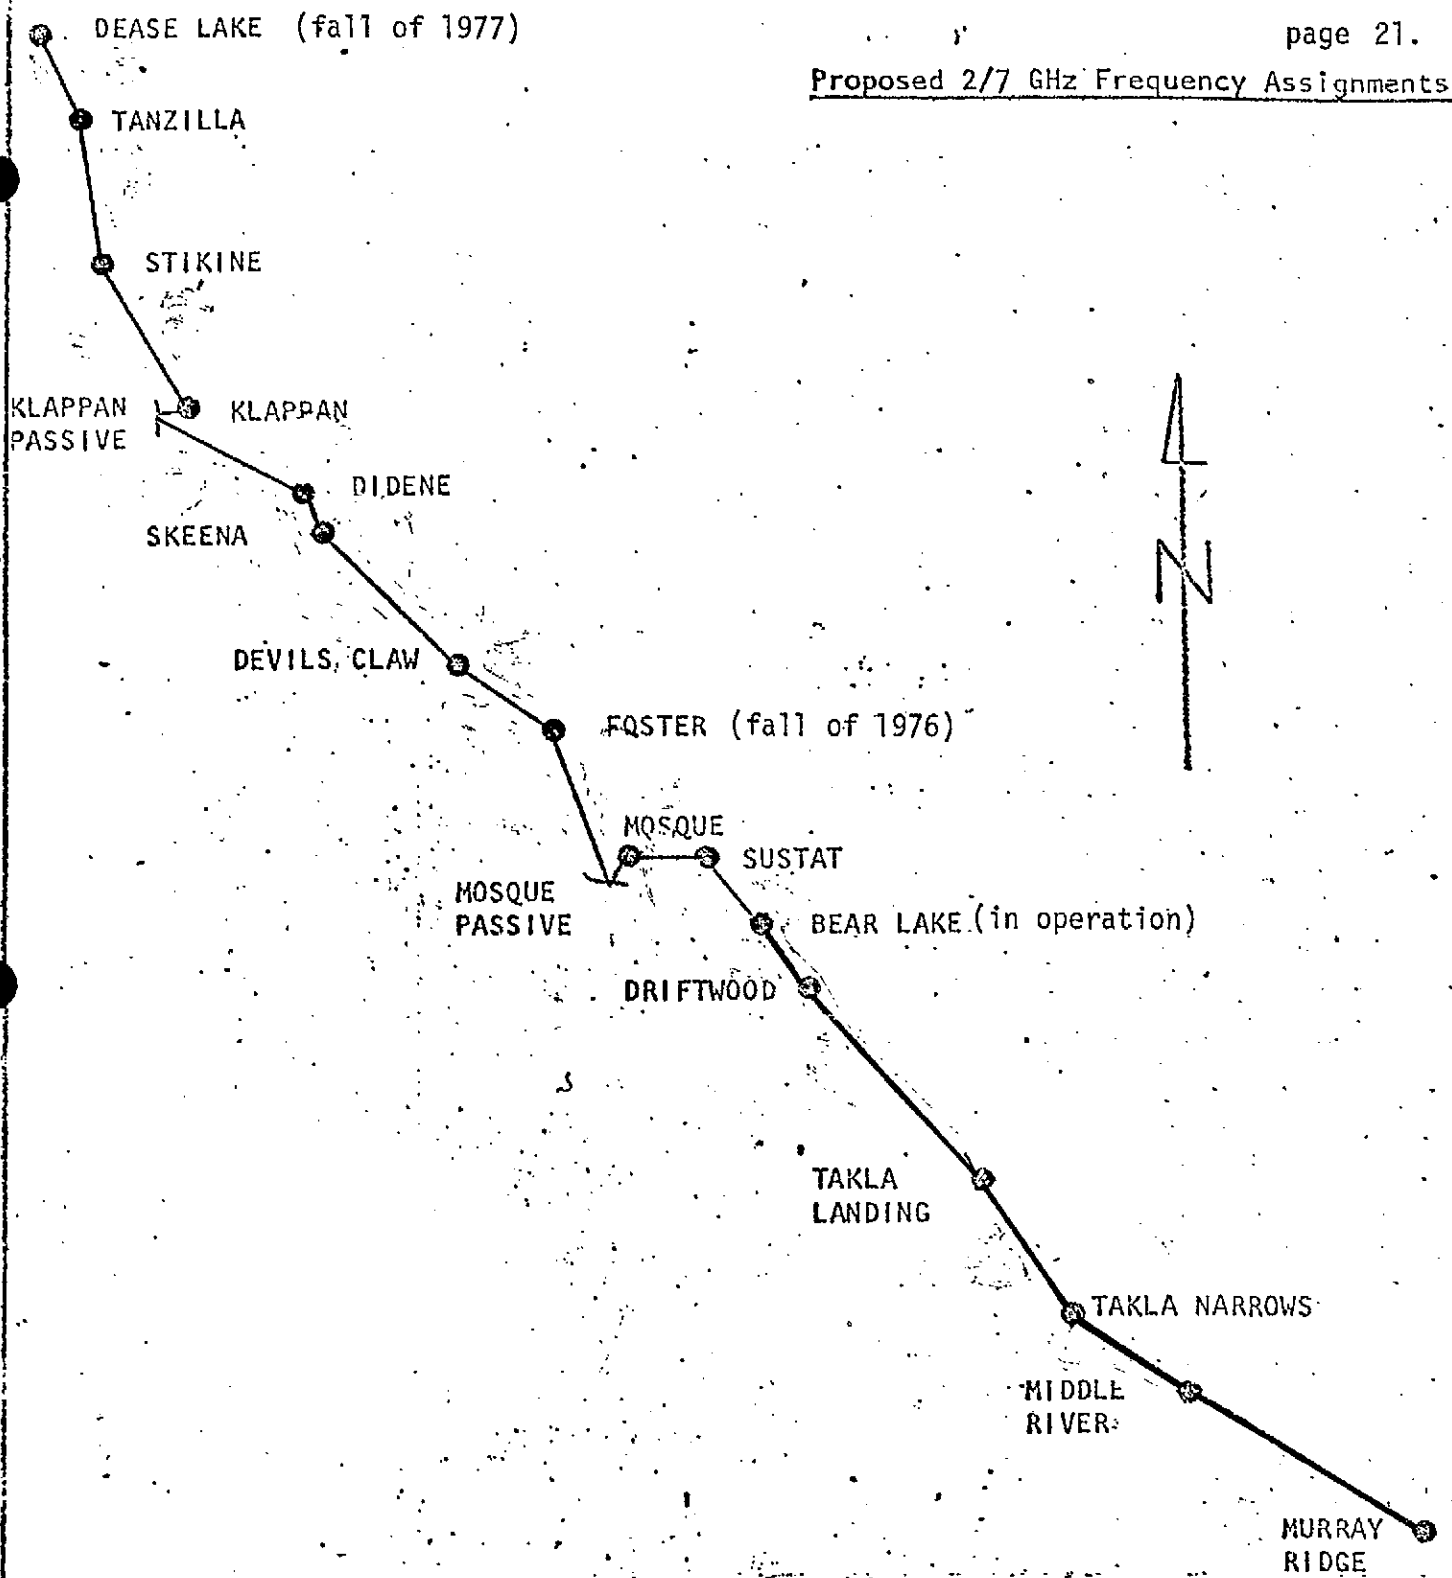 DEASE LAKE (fall of 1977)
page 21.
Proposed 2/7 GHz Frequency Assignments
TANZILLA
STIKINE
KLAPPAN
PASSIVE
KLAPPAN
DIDENE
SKEENA
DEVILS CLAW
FOSTER (fall of 1976)
MOSQUE
SUSTAT
MOSQUE
PASSIVE
BEAR LAKE (in operation)
DRIFTWOOD
TAKLA
LANDING
TAKLA NARROWS
MIDDLE
RIVER
MURRAY
RIDGE
N